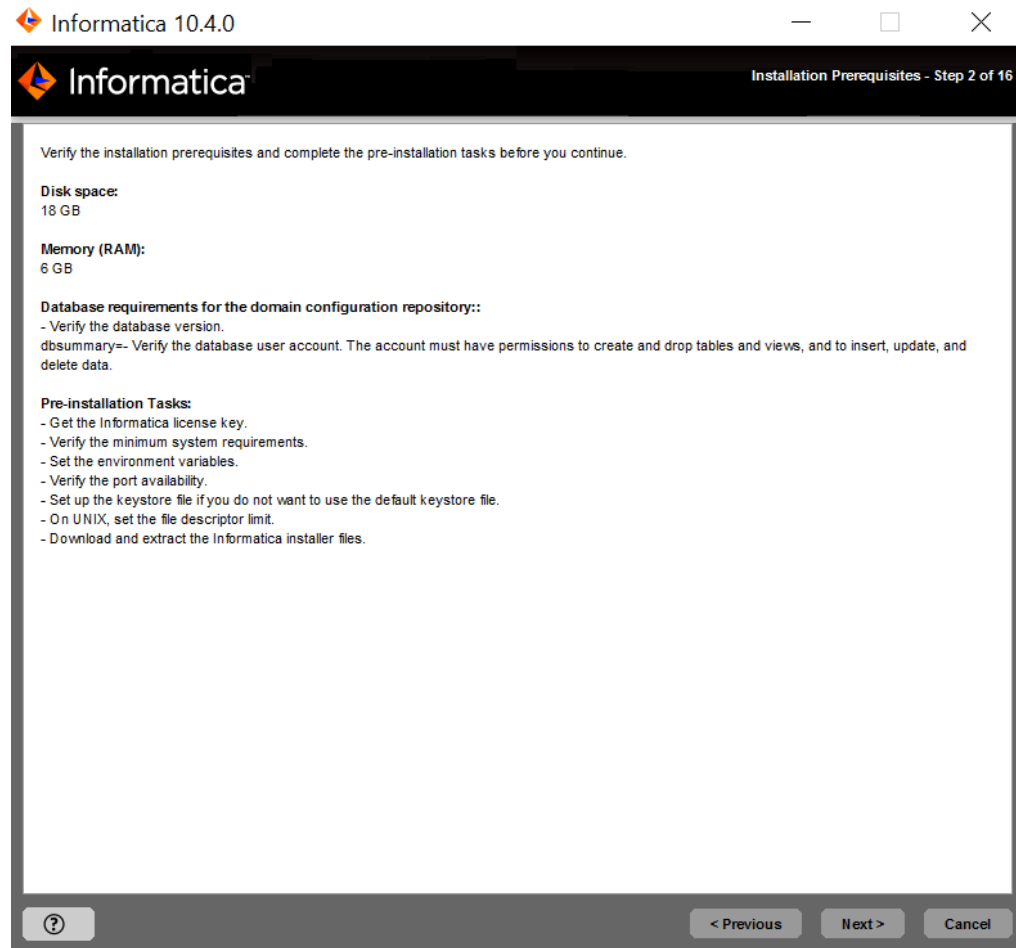 Informatica 10.4.0
Informatica
Installation Prerequisites - Step 2 of 16
Verify the installation prerequisites and complete the pre-installation tasks before you continue.
Disk space:
18 GB
Memory (RAM):
6 GB
Database requirements for the domain configuration repository::
- Verify the database version.
dbsummary=- Verify the database user account. The account must have permissions to create and drop tables and views, and to insert, update, and
delete data.
Pre-installation Tasks:
- Get the Informatica license key.
- Verify the minimum system requirements.
- Set the environment variables.
- Verify the port availability.
- Set up the keystore file if you do not want to use the default keystore file.
- On UNIX, set the file descriptor limit.
- Download and extract the Informatica installer files.
?
< Previous
Next >
Cancel